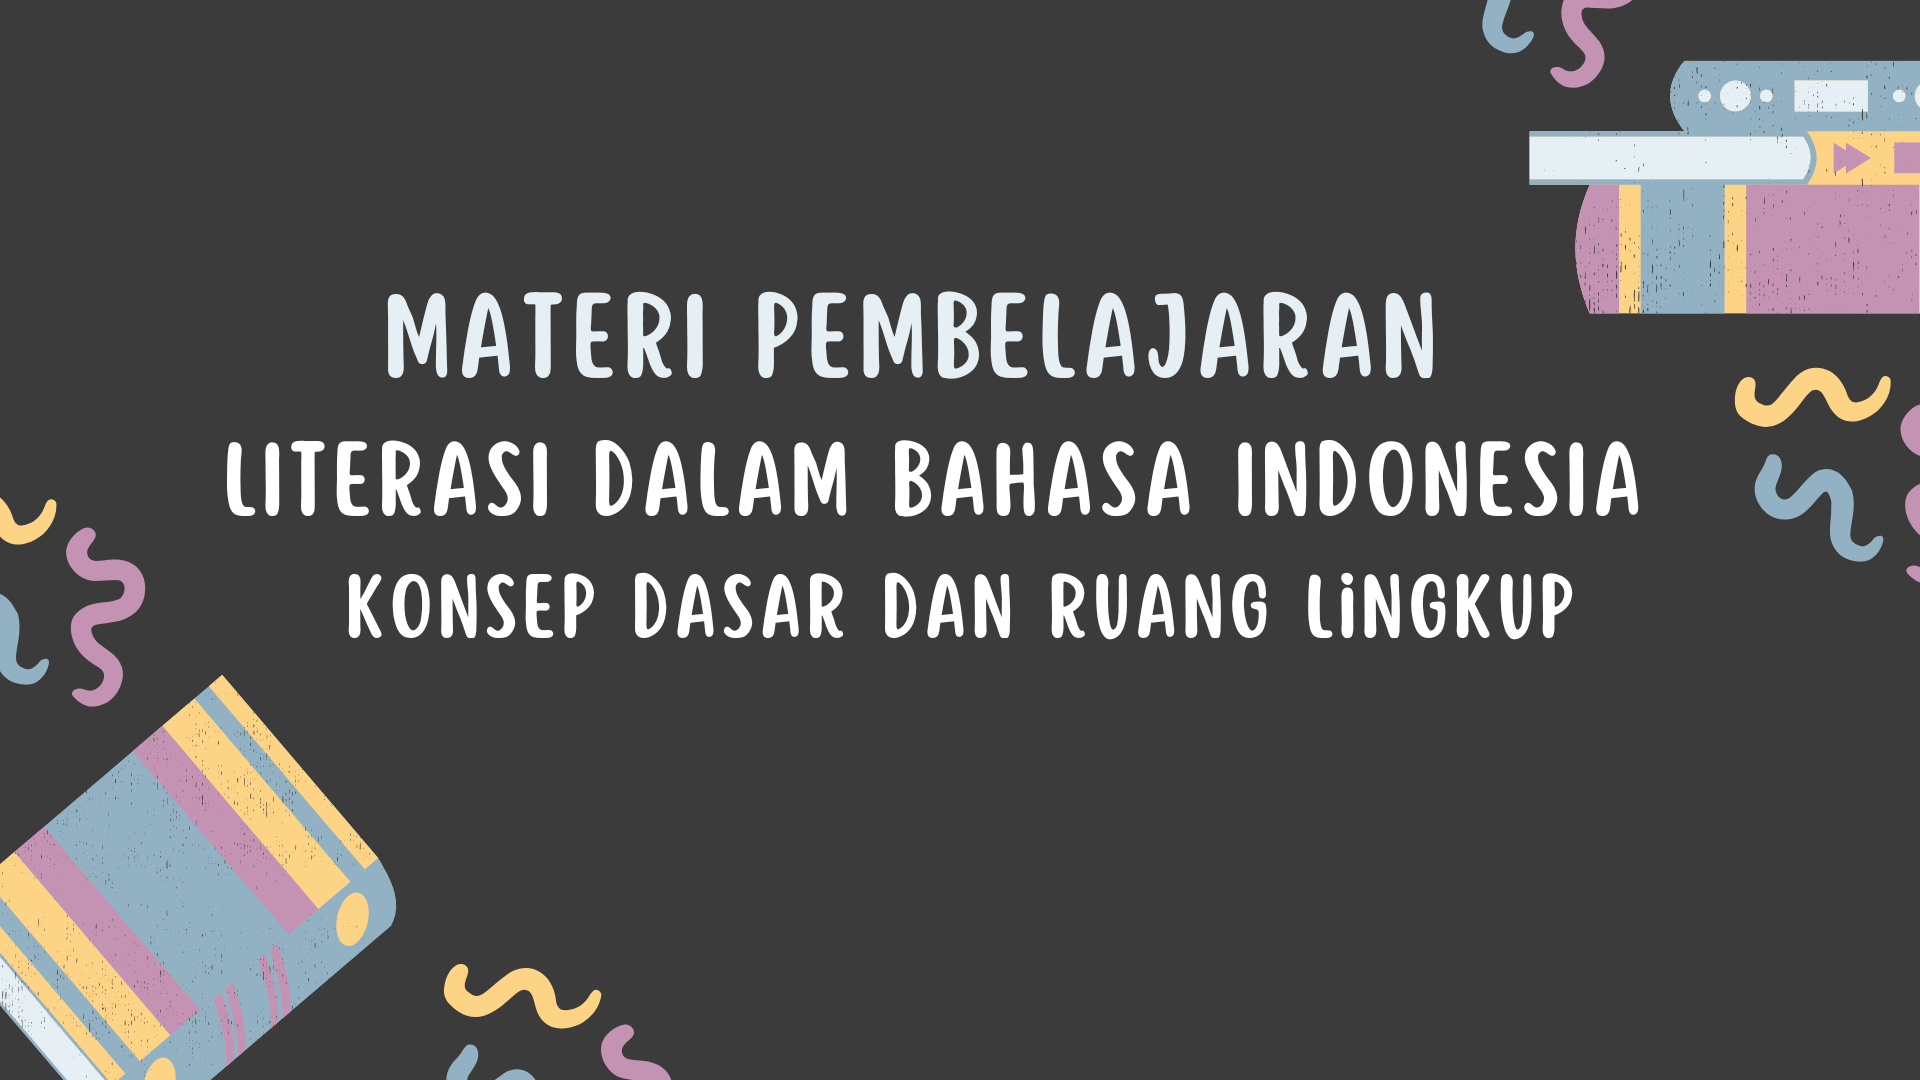 MATERI PEMBELAJARAN
LITERASI DALAM BAHASA INDONESIA
KONSEP DASAR DAN RUANG LiNGKUP